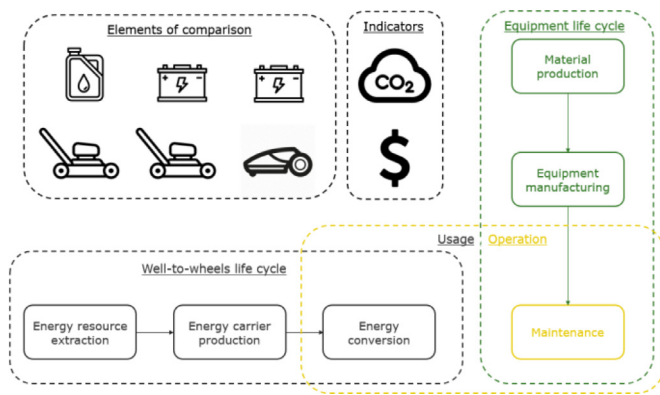 Elements of comparison
Indicators
CO2
$
Equipment life cycle
Material
production
Equipment
manufacturing
Usage Operation
Well-to-wheels life cycle
Energy resource
extraction
Energy carrier
production
Energy
conversion
Maintenance